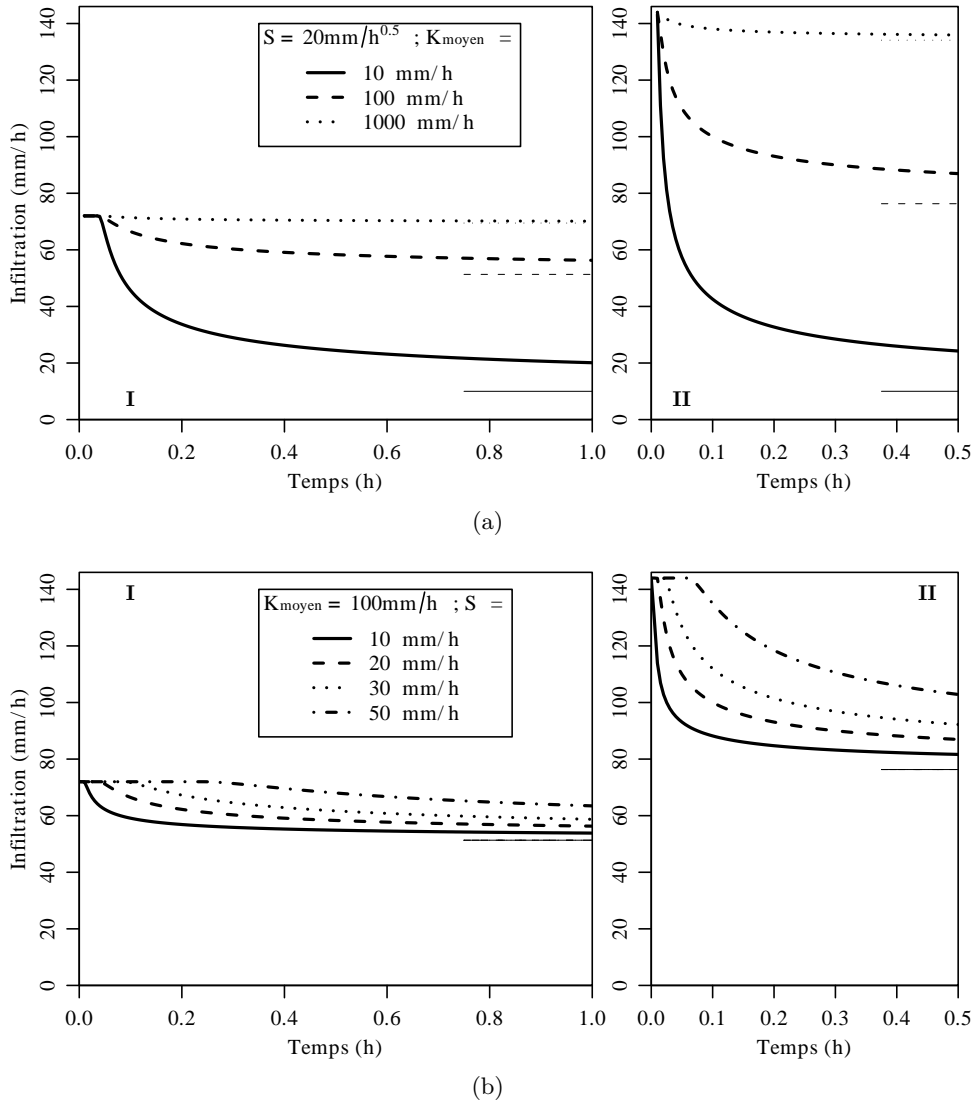 S = 20mm/h^0.5 ; K_moyen =
10 mm/h
100 mm/h
1000 mm/h
Infiltration (mm/h)
0 20 40 60 80 100 120 140
I
0.0 0.2 0.4 0.6 0.8 1.0
Temps (h)
0 20 40 60 80 100 120 140
II
0.0 0.1 0.2 0.3 0.4 0.5
Temps (h)
(a)
I
K_moyen = 100mm/h ; S =
10 mm/h
20 mm/h
30 mm/h
50 mm/h
Infiltration (mm/h)
0 20 40 60 80 100 120 140
0.0 0.2 0.4 0.6 0.8 1.0
Temps (h)
II
0 20 40 60 80 100 120 140
0.0 0.1 0.2 0.3 0.4 0.5
Temps (h)
(b)